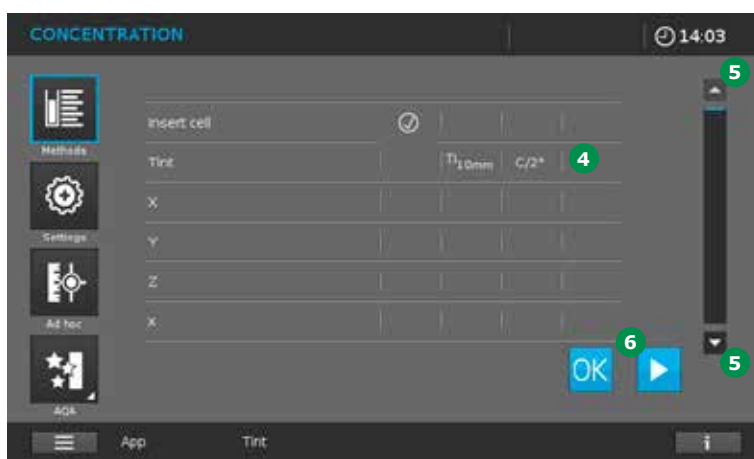 CONCENTRATION 14:03
5
Insert cell
Methods
Tint TI10mm C/2° 4
X
Settings
Y
Z
Ad hoc
X
6
OK
5
AQA
App Tint i